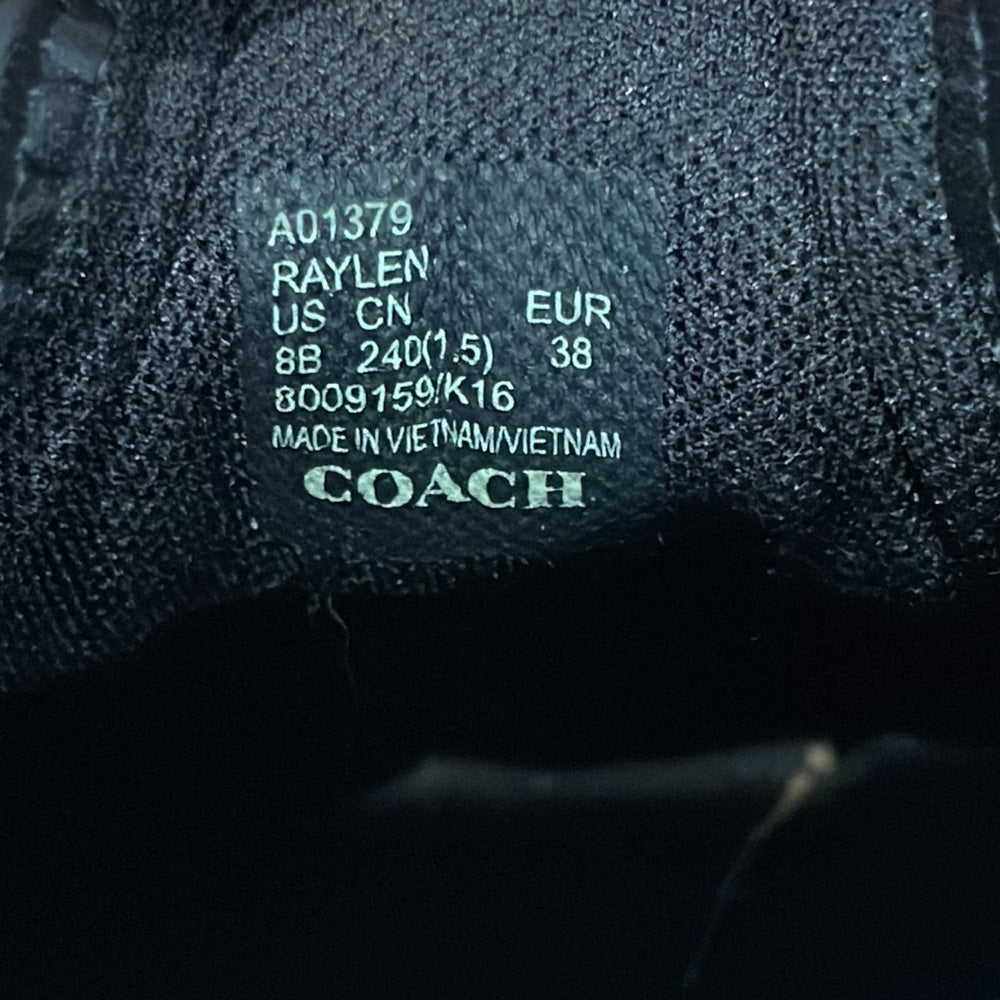 A01379
RAYLEN
US CN EUR
8B 240(1.5) 38
8009159/K16
MADE IN VIETNAM/VIETNAM
COACH